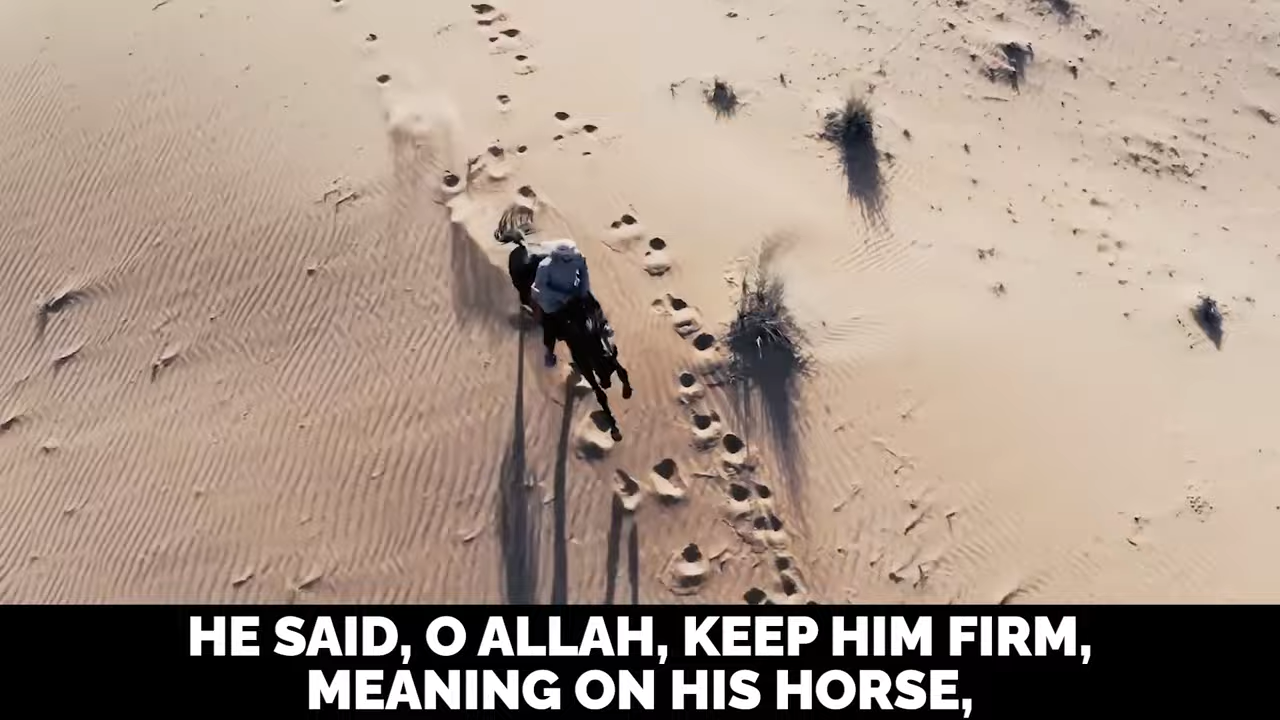 HE SAID, O ALLAH, KEEP HIM FIRM,
MEANING ON HIS HORSE,